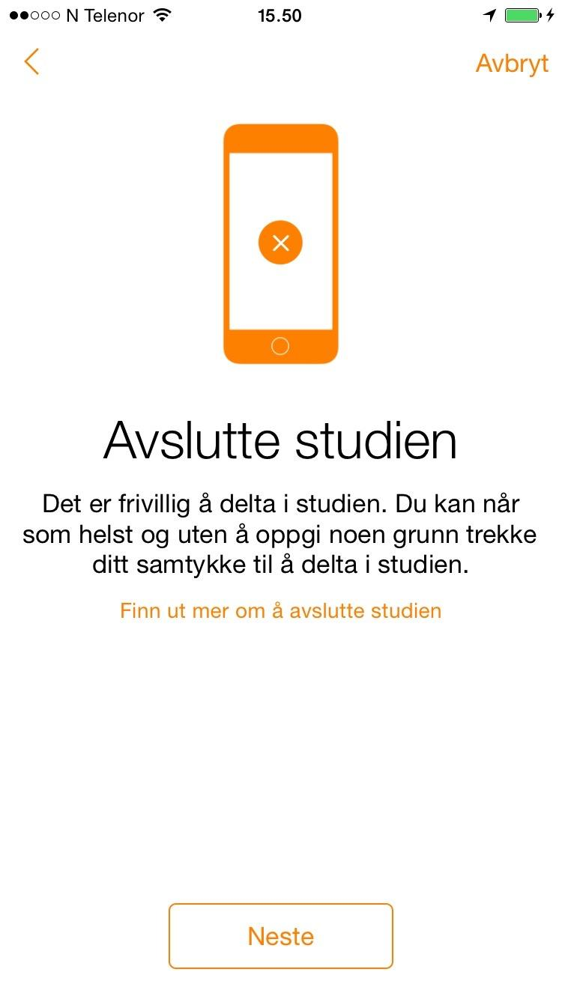 N Telenor 15.50
Avbryt
Avslutte studien
Det er frivillig å delta i studien. Du kan når
som helst og uten å oppgi noen grunn trekke
ditt samtykke til å delta i studien.
Finn ut mer om å avslutte studien
Neste